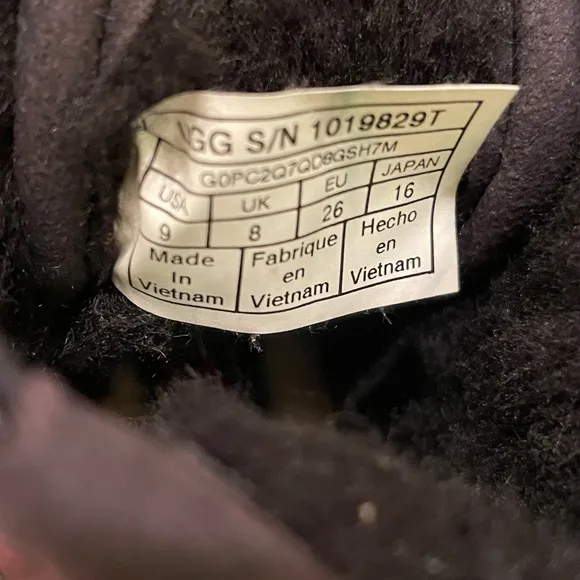 UGG S/N 1019829T
G0PC2Q7QD8GSH7M
USA UK EU JAPAN
9 8 26 16
Made In Vietnam
Fabrique en Vietnam
Hecho en Vietnam